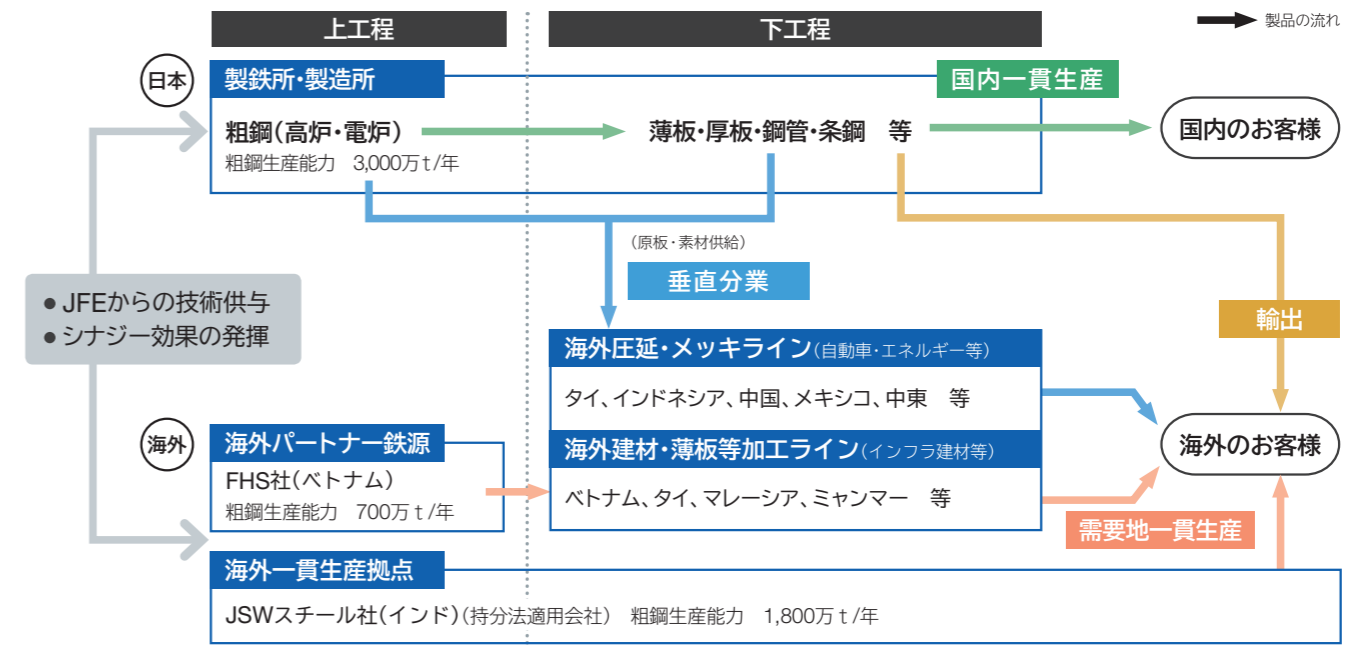 上工程
下工程
製品の流れ
日本
製鉄所・製造所
国内一貫生産
粗鋼（高炉・電炉）
薄板・厚板・鋼管・条鋼　等
国内のお客様
粗鋼生産能力　3,000万ｔ/年
（原板・素材供給）
垂直分業
● JFEからの技術供与
● シナジー効果の発揮
輸出
海外圧延・メッキライン（自動車・エネルギー等）
タイ、インドネシア、中国、メキシコ、中東　等
海外
海外パートナー鉄源
海外建材・薄板等加工ライン（インフラ建材等）
海外のお客様
FHS社（ベトナム）
粗鋼生産能力　700万ｔ/年
ベトナム、タイ、マレーシア、ミャンマー　等
需要地一貫生産
海外一貫生産拠点
JSWスチール社（インド）（持分法適用会社）　粗鋼生産能力　1,800万ｔ/年